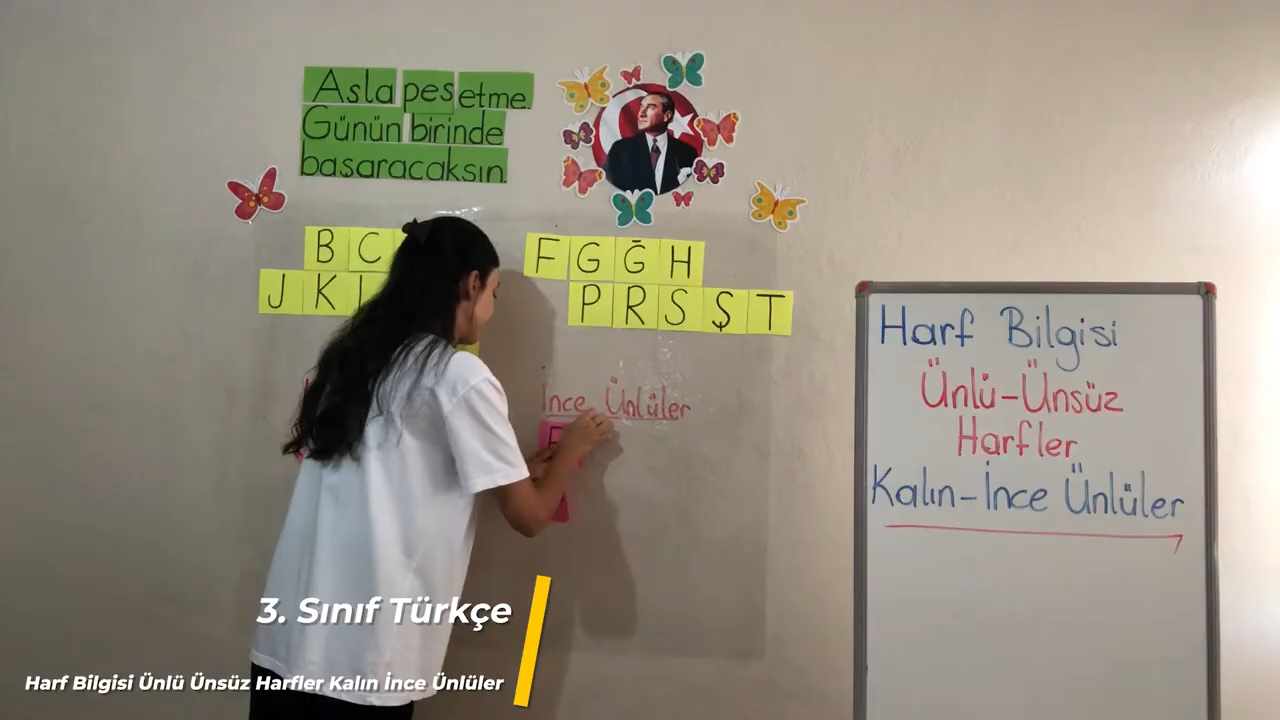 Asla pes etme.
Günün birinde
başaracaksın.
B C F G Ğ H
J K P R S Ş T
İnce Ünlüler
E
Harf Bilgisi
Ünlü-Ünsüz
Harfler
Kalın-İnce Ünlüler
3. Sınıf Türkçe
Harf Bilgisi Ünlü Ünsüz Harfler Kalın İnce Ünlüler